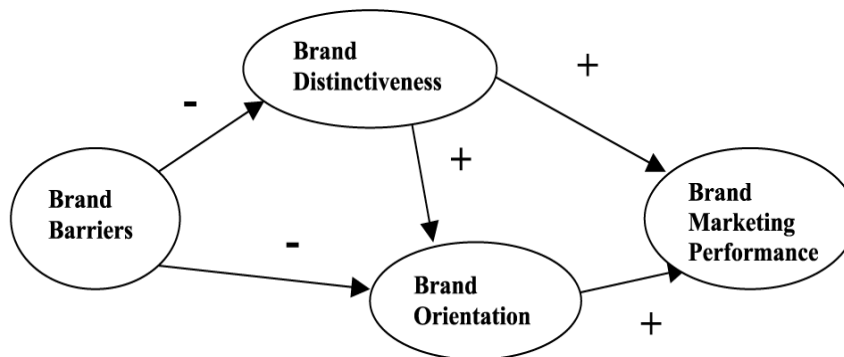 Brand
Distinctiveness
+
-
+
Brand
Barriers
Brand
Marketing
Performance
-
Brand
Orientation
+